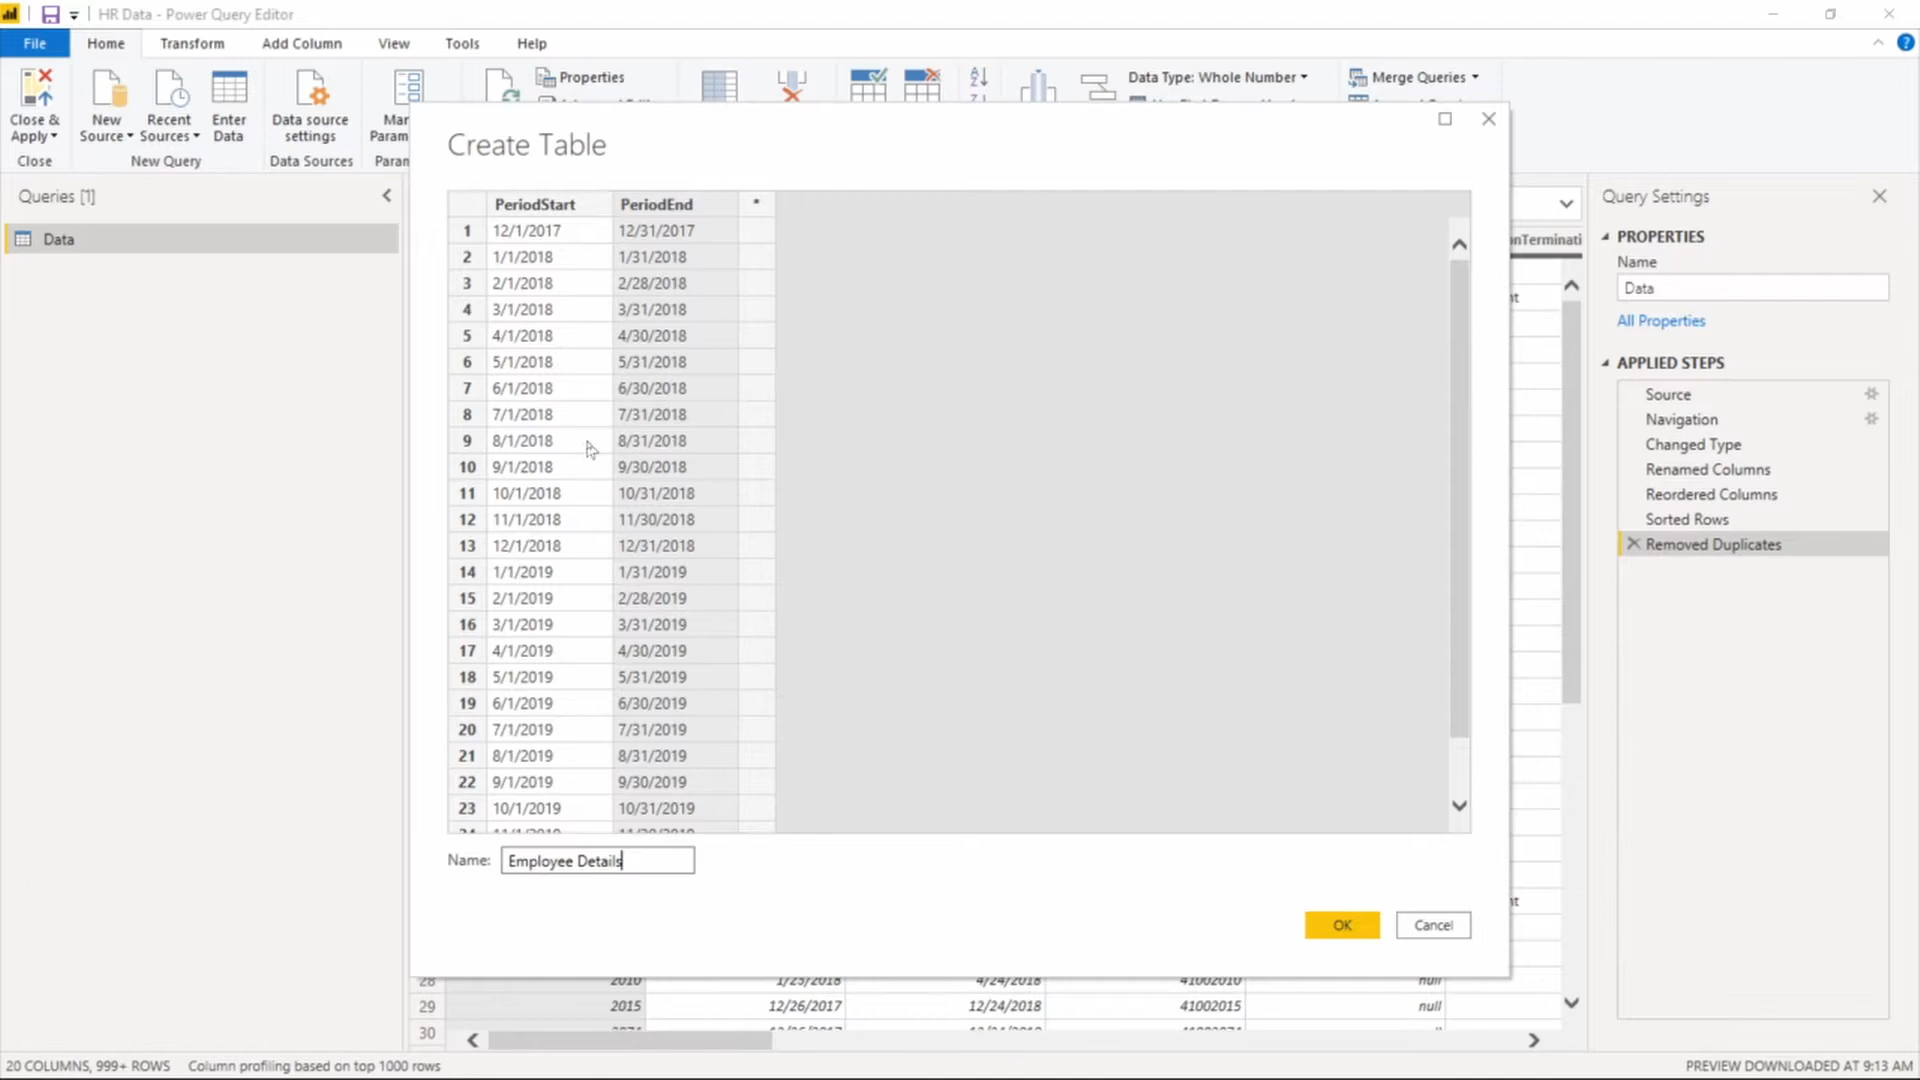 HR Data - Power Query Editor
File Home Transform Add Column View Tools Help
Close & Apply
New Source
Recent Sources
Enter Data
Data source settings
Properties
Data Type: Whole Number
Merge Queries
Close
New Query
Data Sources
Create Table
Queries [1]
Data
PeriodStart PeriodEnd *
1 12/1/2017 12/31/2017
2 1/1/2018 1/31/2018
3 2/1/2018 2/28/2018
4 3/1/2018 3/31/2018
5 4/1/2018 4/30/2018
6 5/1/2018 5/31/2018
7 6/1/2018 6/30/2018
8 7/1/2018 7/31/2018
9 8/1/2018 8/31/2018
10 9/1/2018 9/30/2018
11 10/1/2018 10/31/2018
12 11/1/2018 11/30/2018
13 12/1/2018 12/31/2018
14 1/1/2019 1/31/2019
15 2/1/2019 2/28/2019
16 3/1/2019 3/31/2019
17 4/1/2019 4/30/2019
18 5/1/2019 5/31/2019
19 6/1/2019 6/30/2019
20 7/1/2019 7/31/2019
21 8/1/2019 8/31/2019
22 9/1/2019 9/30/2019
23 10/1/2019 10/31/2019
Name: Employee Details
OK Cancel
28 2010 1/25/2018 4/24/2018 41002010 null
29 2015 12/26/2017 12/24/2018 41002015 null
30
Query Settings
PROPERTIES
Name
Data
All Properties
APPLIED STEPS
Source
Navigation
Changed Type
Renamed Columns
Reordered Columns
Sorted Rows
Removed Duplicates
20 COLUMNS, 999+ ROWS Column profiling based on top 1000 rows
PREVIEW DOWNLOADED AT 9:13 AM